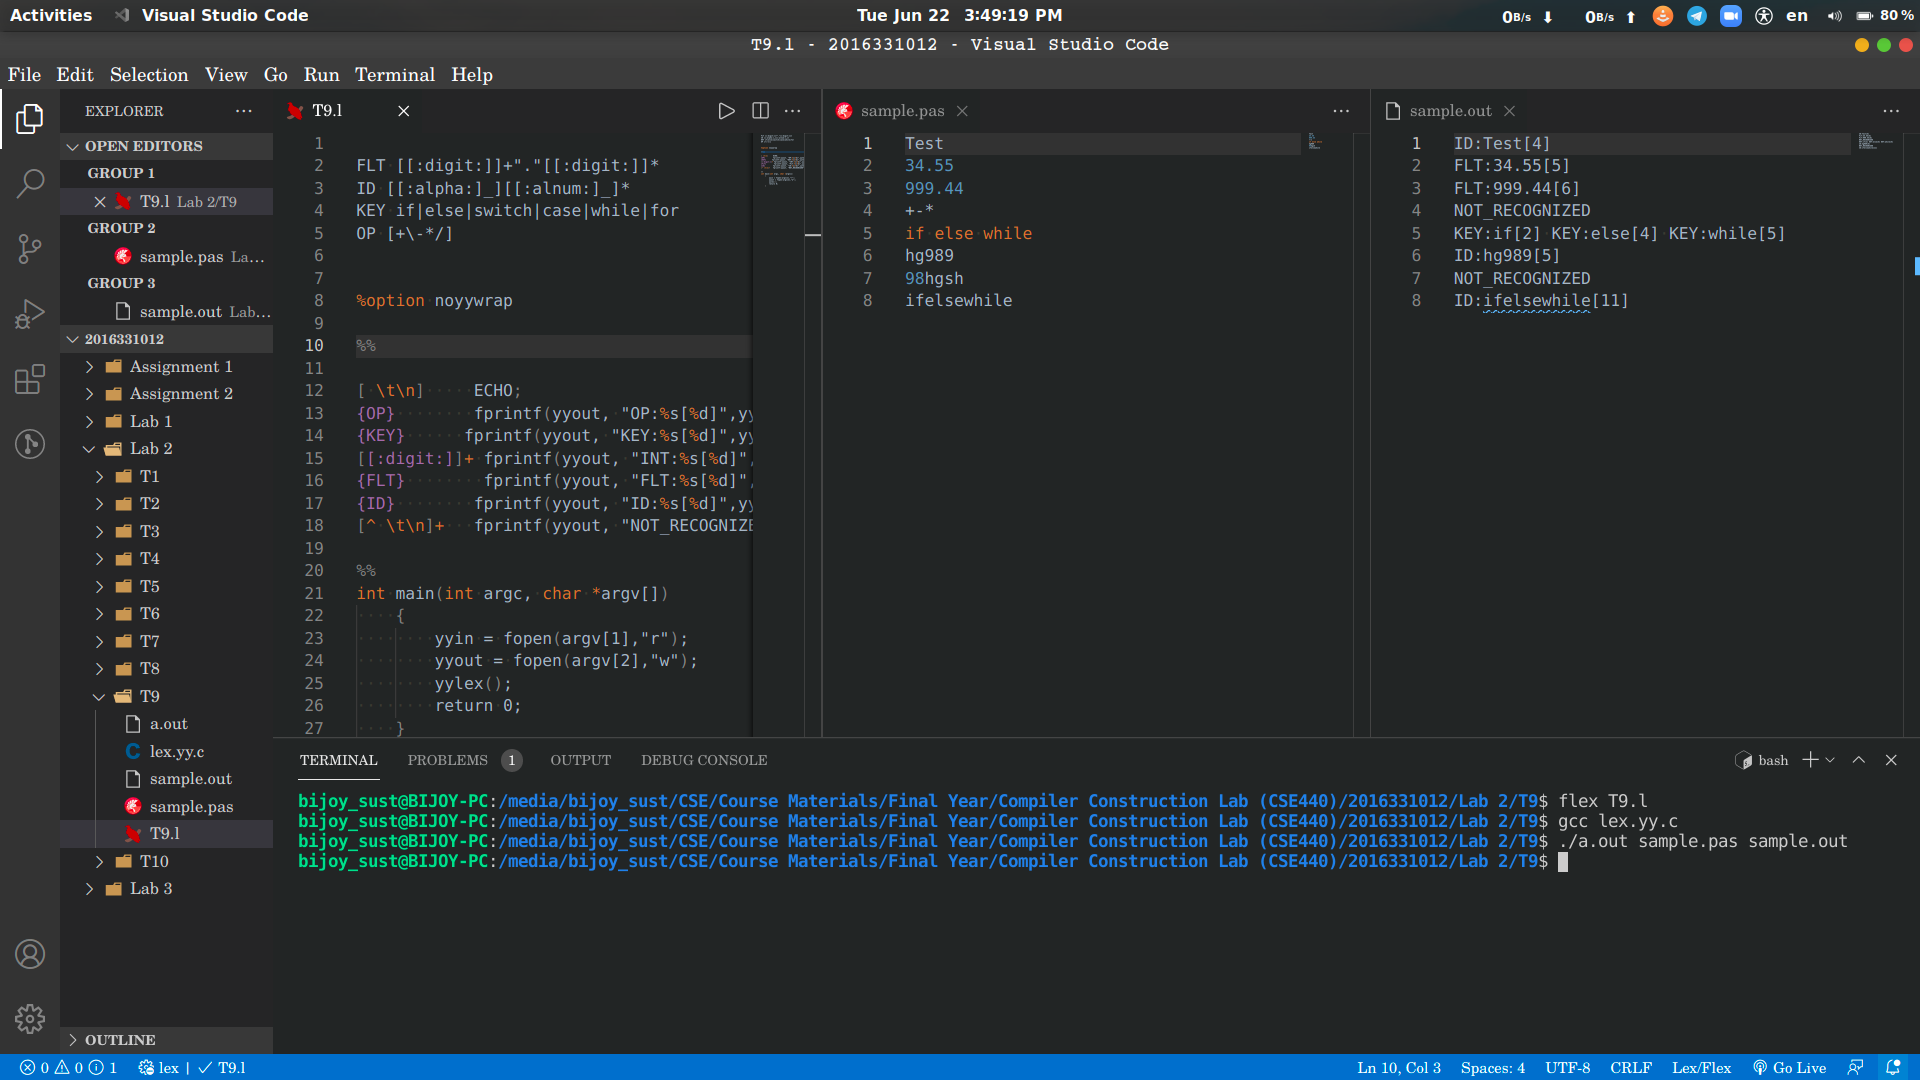 Activities Visual Studio Code Tue Jun 22 3:49:19 PM 0B/s 0B/s en 80 %
T9.l - 2016331012 - Visual Studio Code
File Edit Selection View Go Run Terminal Help
EXPLORER
OPEN EDITORS
GROUP 1
T9.l Lab 2/T9
GROUP 2
sample.pas La...
GROUP 3
sample.out Lab...
2016331012
Assignment 1
Assignment 2
Lab 1
Lab 2
T1
T2
T3
T4
T5
T6
T7
T8
T9
a.out
lex.yy.c
sample.out
sample.pas
T9.l
T10
Lab 3
OUTLINE
T9.l
1
2 FLT [[:digit:]]+"."[[:digit:]]*
3 ID [[:alpha:]_][[:alnum:]_]*
4 KEY if|else|switch|case|while|for
5 OP [+\-*/]
6
7
8 %option noyywrap
9
10 %%
11
12 [ \t\n] ECHO;
13 {OP} fprintf(yyout, "OP:%s[%d]",yy
14 {KEY} fprintf(yyout, "KEY:%s[%d]",yy
15 [[:digit:]]+ fprintf(yyout, "INT:%s[%d]",
16 {FLT} fprintf(yyout, "FLT:%s[%d]",
17 {ID} fprintf(yyout, "ID:%s[%d]",yy
18 [^ \t\n]+ fprintf(yyout, "NOT_RECOGNIZE
19
20 %%
21 int main(int argc, char *argv[])
22 {
23 yyin = fopen(argv[1],"r");
24 yyout = fopen(argv[2],"w");
25 yylex();
26 return 0;
27 }
sample.pas
1 Test
2 34.55
3 999.44
4 +-*
5 if else while
6 hg989
7 98hgsh
8 ifelsewhile
sample.out
1 ID:Test[4]
2 FLT:34.55[5]
3 FLT:999.44[6]
4 NOT_RECOGNIZED
5 KEY:if[2] KEY:else[4] KEY:while[5]
6 ID:hg989[5]
7 NOT_RECOGNIZED
8 ID:ifelsewhile[11]
TERMINAL PROBLEMS 1 OUTPUT DEBUG CONSOLE bash
bijoy_sust@BIJOY-PC:/media/bijoy_sust/CSE/Course Materials/Final Year/Compiler Construction Lab (CSE440)/2016331012/Lab 2/T9$ flex T9.l
bijoy_sust@BIJOY-PC:/media/bijoy_sust/CSE/Course Materials/Final Year/Compiler Construction Lab (CSE440)/2016331012/Lab 2/T9$ gcc lex.yy.c
bijoy_sust@BIJOY-PC:/media/bijoy_sust/CSE/Course Materials/Final Year/Compiler Construction Lab (CSE440)/2016331012/Lab 2/T9$ ./a.out sample.pas sample.out
bijoy_sust@BIJOY-PC:/media/bijoy_sust/CSE/Course Materials/Final Year/Compiler Construction Lab (CSE440)/2016331012/Lab 2/T9$
0 0 1 lex | T9.l Ln 10, Col 3 Spaces: 4 UTF-8 CRLF Lex/Flex Go Live